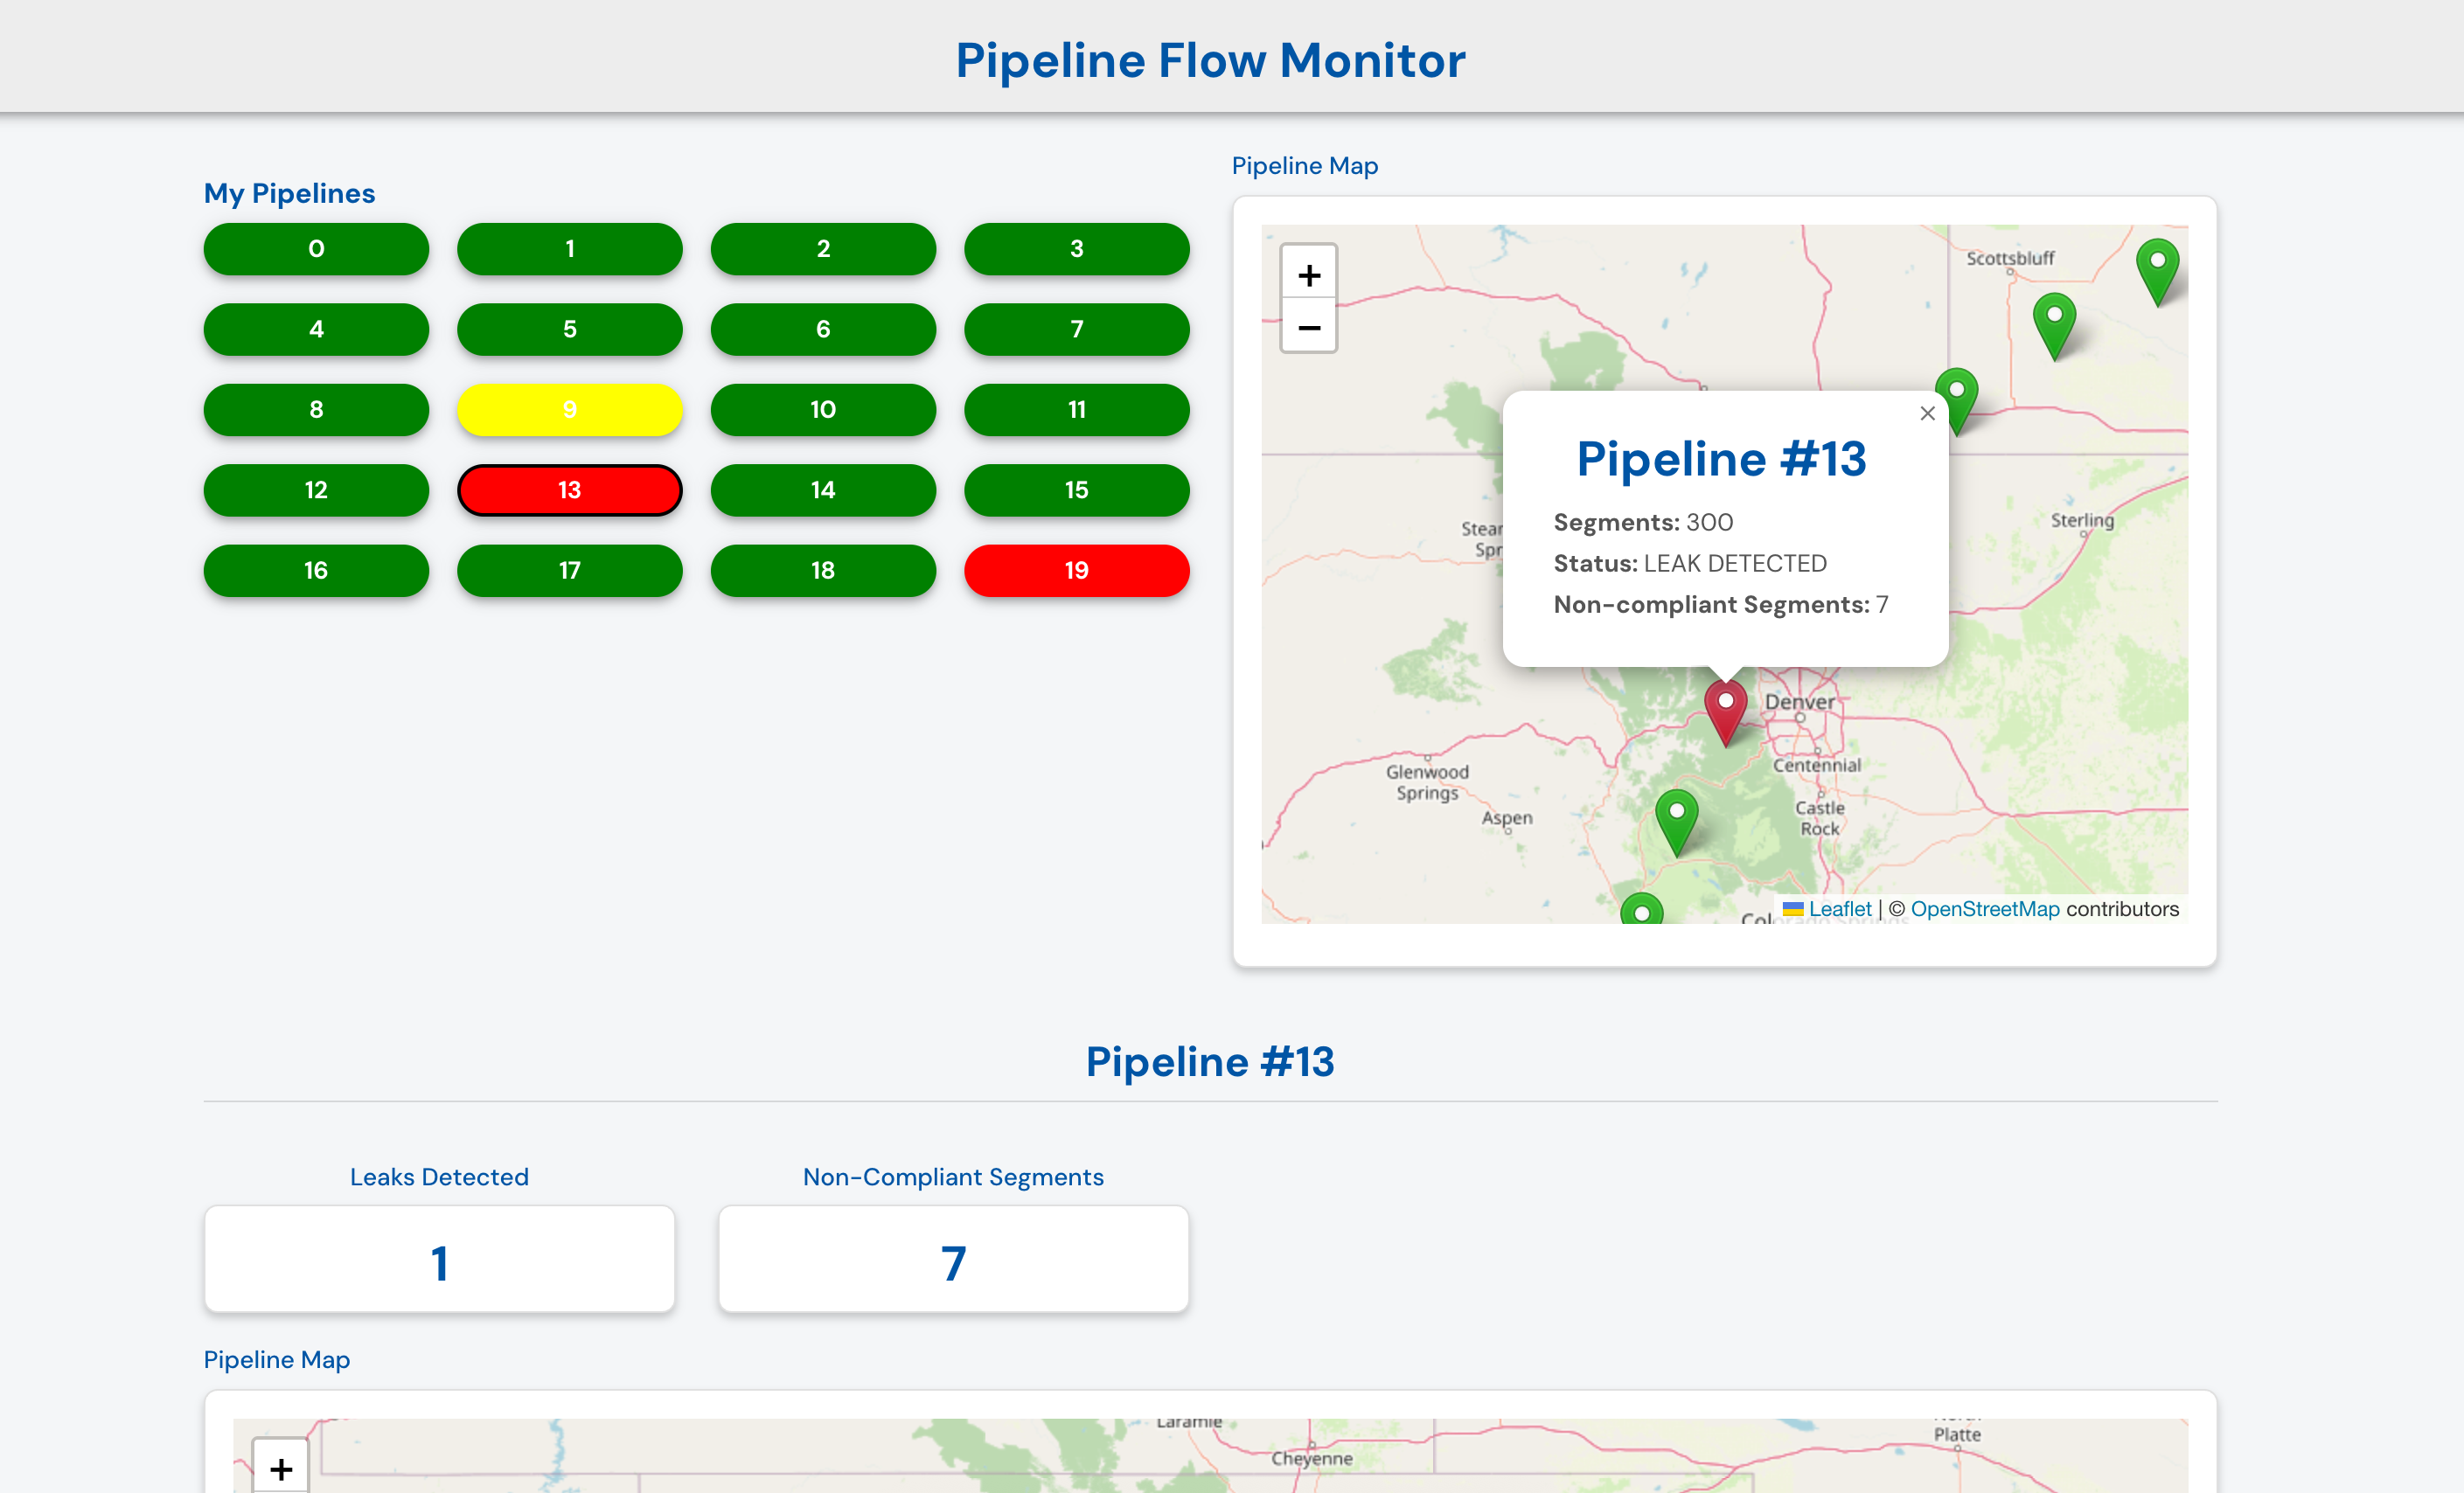 Pipeline Flow Monitor
My Pipelines
0 1 2 3
4 5 6 7
8 9 10 11
12 13 14 15
16 17 18 19
Pipeline Map
+
−
Scottsbluff
×
Pipeline #13
Segments: 300
Status: LEAK DETECTED
Non-compliant Segments: 7
Stear
Spr
Sterling
Denver
Glenwood
Springs
Centennial
Aspen
Castle
Rock
Colorado Springs
Leaflet | © OpenStreetMap contributors
Pipeline #13
Leaks Detected
1
Non-Compliant Segments
7
Pipeline Map
+
Laramie
Cheyenne
North
Platte